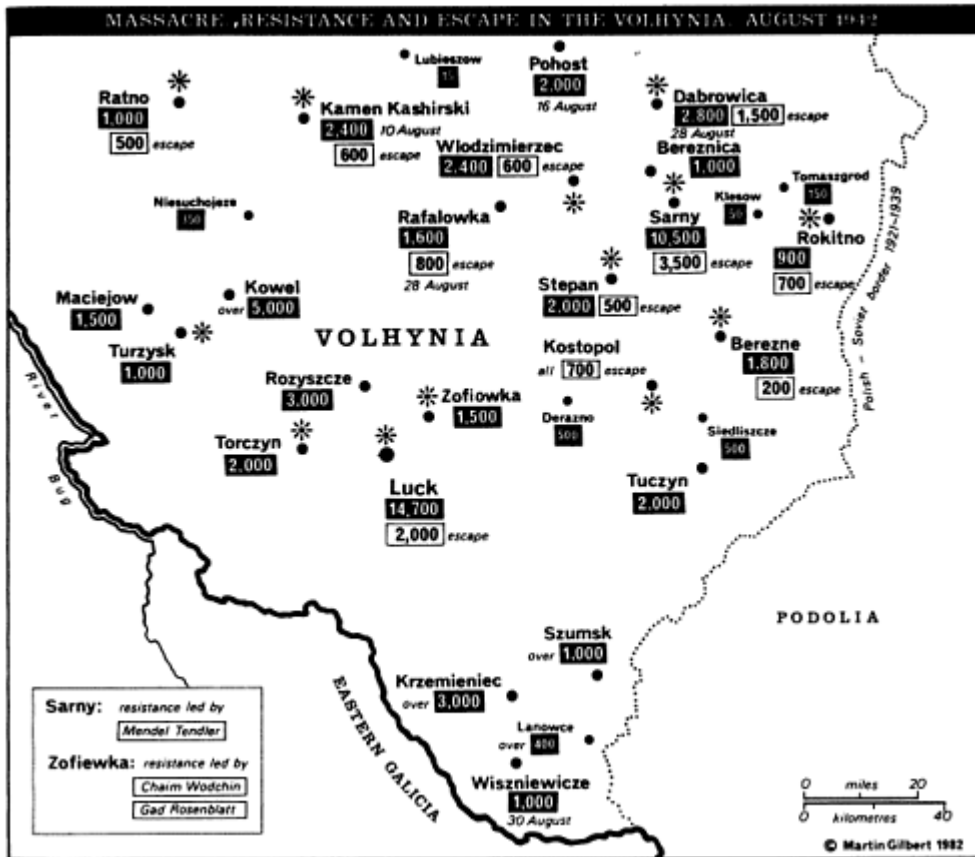 MASSACRE ,RESISTANCE AND ESCAPE IN THE VOLHYNIA. AUGUST 1942
Lubieszow
15
Pohost
2,000
16 August
Ratno
1,000
500 escape
Kamen Kashirski
2,400 10 August
600 escape
Dabrowica
2.800 1,500 escape
28 August
Wlodzimierzec
2,400 600 escape
Bereznica
1,000
Niesuchojeze
150
Rafalowka
1,600
800 escape
28 August
Sarny
10,500
3,500 escape
Klesow
50
Tomaszgrod
150
Rokitno
900
700 escape
Maciejow
1,500
Kowel
over 5,000
Turzysk
1.000
VOLHYNIA
Stepan
2,000 500 escape
Berezne
1.800
200 escape
Kostopol
all 700 escape
Rozyszcze
3,000
Zofiowka
1,500
Derazno
500
Siedliszcze
500
Torczyn
2,000
Luck
14,700
2,000 escape
Tuczyn
2,000
River Bug
Polish - Soviet border 1921-1939
PODOLIA
EASTERN GALICIA
Szumsk
over 1,000
Krzemieniec
over 3,000
Lanowce
over 400
Wiszniewicze
1,000
30 August
Sarny: resistance led by
Mendel Tendler
Zofiewka: resistance led by
Chaim Wodchin
Gad Rosenblatt
0 miles 20
0 kilometres 40
© Martin Gilbert 1982